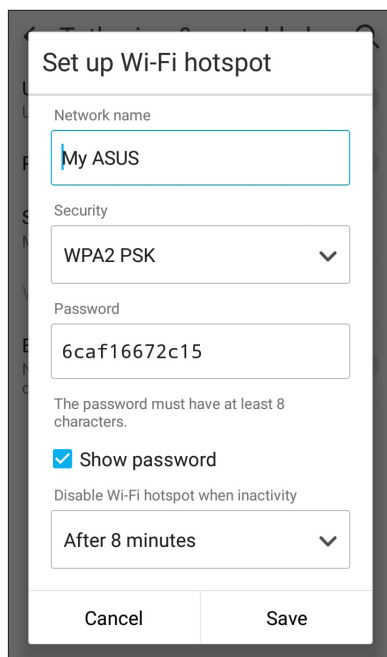 Set up Wi-Fi hotspot
Network name
My ASUS
Security
WPA2 PSK
Password
6caf16672c15
The password must have at least 8
characters.
Show password
Disable Wi-Fi hotspot when inactivity
After 8 minutes
Cancel
Save